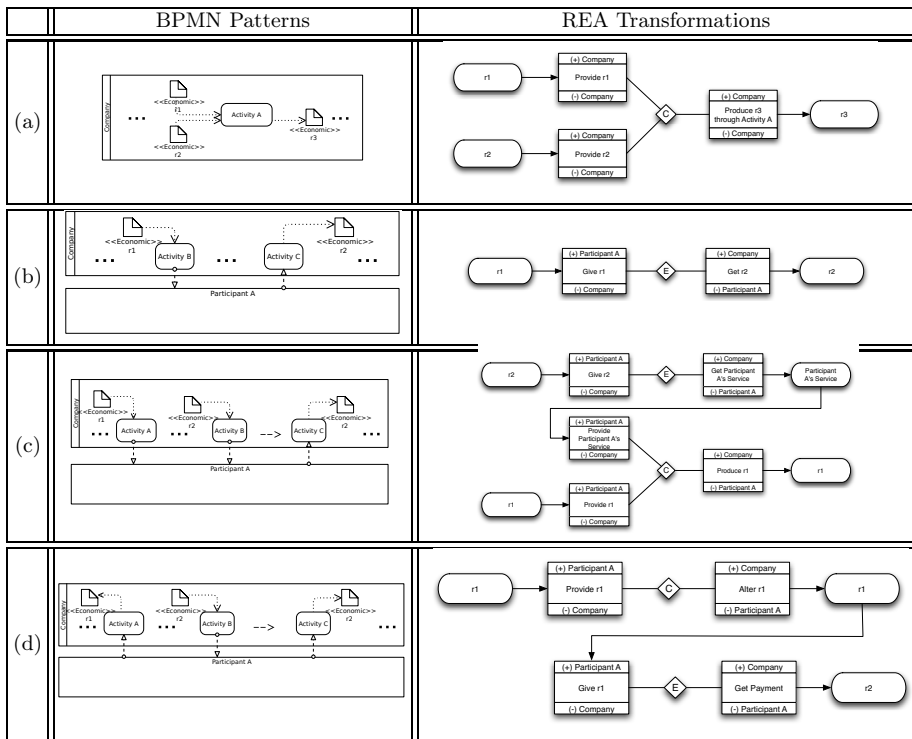 BPMN Patterns
REA Transformations
(a)
Company
<<Economic>>
r1
Activity A
...
<<Economic>>
r2
<<Economic>>
r3
...
r1
(+) Company
Provide r1
(-) Company
r2
(+) Company
Provide r2
(-) Company
C
(+) Company
Produce r3
through Activity A
(-) Company
r3
(b)
Company
<<Economic>>
r1
...
Activity B
...
Activity C
<<Economic>>
r2
...
Participant A
r1
(+) Participant A
Give r1
(-) Company
E
(+) Company
Get r2
(-) Participant A
r2
(c)
Company
<<Economic>>
r1
...
Activity A
<<Economic>>
r2
...
Activity B
-->
Activity C
<<Economic>>
r2
...
Participant A
r2
(+) Participant A
Give r2
(-) Company
E
(+) Company
Get Participant
A's Service
(-) Participant A
Participant
A's Service
(+) Participant A
Provide
Participant A's
Service
(-) Company
r1
(+) Participant A
Provide r1
(-) Company
C
(+) Company
Produce r1
(-) Participant A
r1
(d)
Company
<<Economic>>
r1
...
Activity A
<<Economic>>
r2
...
Activity B
-->
Activity C
<<Economic>>
r2
...
Participant A
r1
(+) Participant A
Provide r1
(-) Company
C
(+) Company
Alter r1
(-) Participant A
r1
(+) Participant A
Give r1
(-) Company
E
(+) Company
Get Payment
(-) Participant A
r2